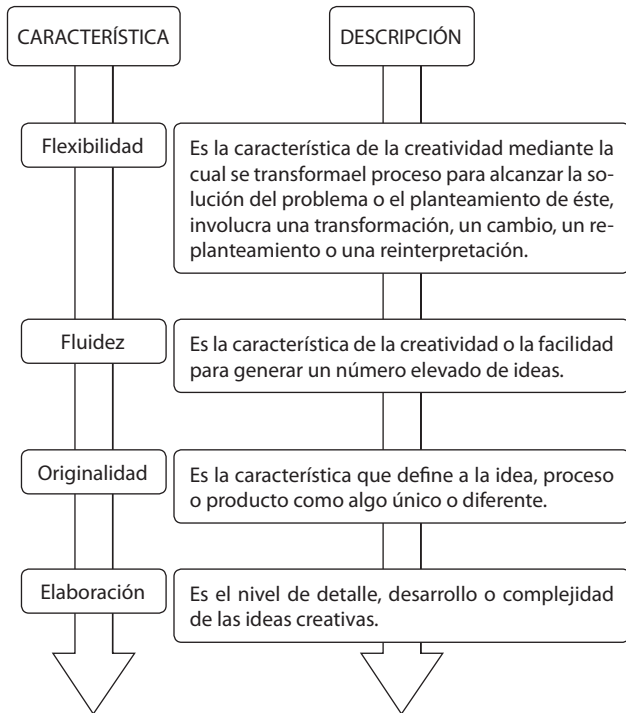 CARACTERÍSTICA
DESCRIPCIÓN
Flexibilidad
Es la característica de la creatividad mediante la
cual se transformael proceso para alcanzar la so-
lución del problema o el planteamiento de éste,
involucra una transformación, un cambio, un re-
planteamiento o una reinterpretación.
Fluidez
Es la característica de la creatividad o la facilidad
para generar un número elevado de ideas.
Originalidad
Es la característica que define a la idea, proceso
o producto como algo único o diferente.
Elaboración
Es el nivel de detalle, desarrollo o complejidad
de las ideas creativas.